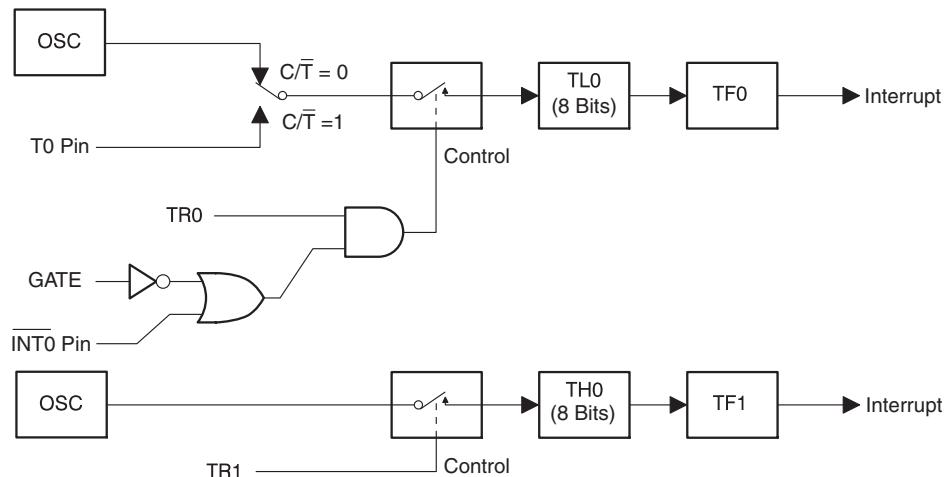 OSC
C/T̅ = 0
TL0
(8 Bits)
TF0
Interrupt
C/T̅ =1
T0 Pin
Control
TR0
GATE
I̅N̅T̅0̅ Pin
OSC
TH0
(8 Bits)
TF1
Interrupt
TR1
Control